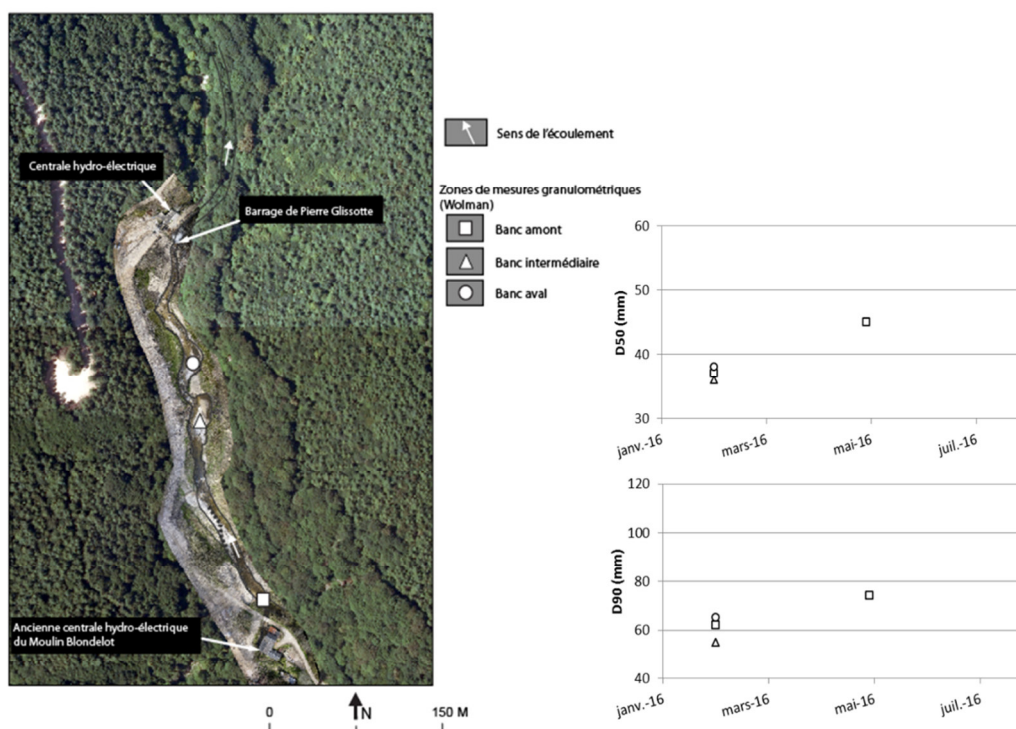 Centrale hydro-électrique
Barrage de Pierre Glissotte
Ancienne centrale hydro-électrique
du Moulin Blondelot
0
N
150 M
Sens de l'écoulement
Zones de mesures granulométriques
(Wolman)
Banc amont
Banc intermédiaire
Banc aval
D50 (mm)
60
50
40
30
janv.-16
mars-16
mai-16
juil.-16
D90 (mm)
120
100
80
60
40
janv.-16
mars-16
mai-16
juil.-16